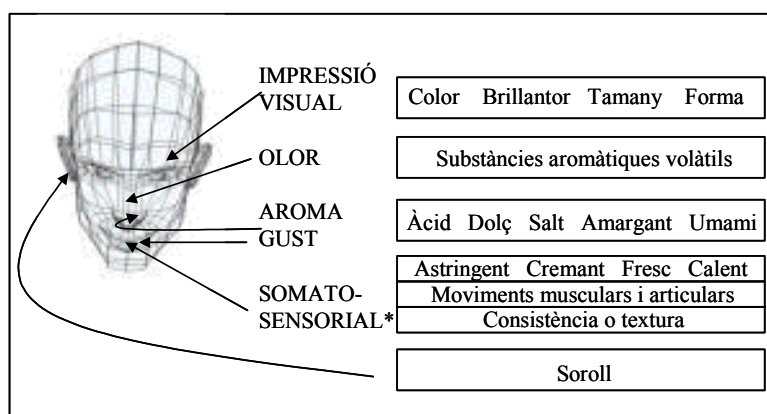 IMPRESSIÓ
VISUAL
Color Brillantor Tamany Forma
OLOR
Substàncies aromàtiques volàtils
AROMA
GUST
Àcid Dolç Salt Amargant Umami
SOMATO-
SENSORIAL*
Astringent Cremant Fresc Calent
Moviments musculars i articulars
Consistència o textura
Soroll